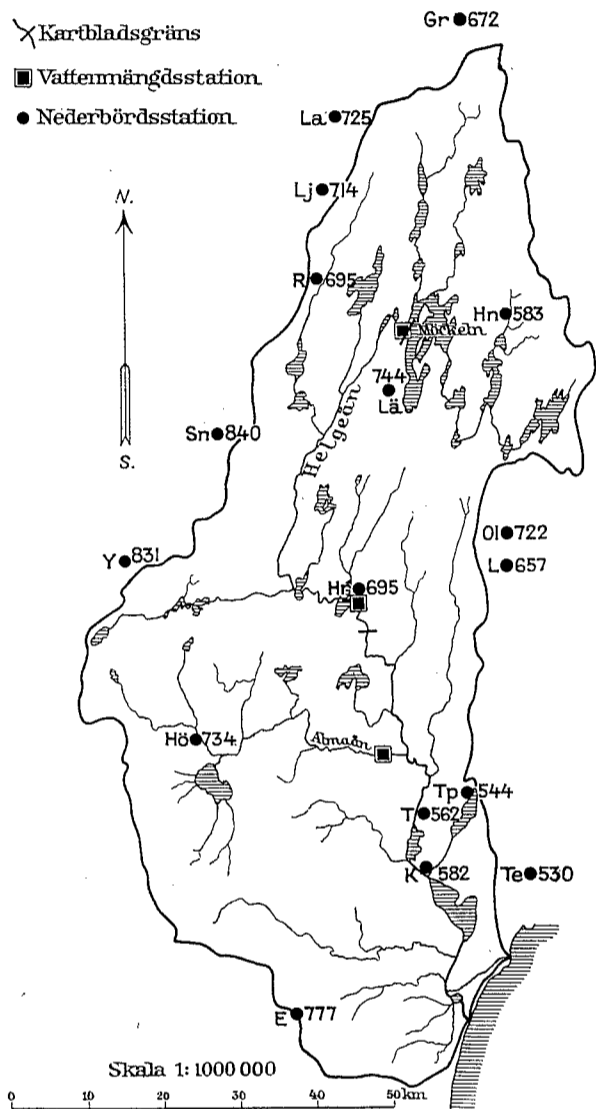 Gr 672
Kartbladsgräns
Vattenmängdsstation
Nederbördsstation
La 725
Lj 714
N.
R 695
Hn 583
Möckeln
744
Lä
Helgeån
Sn 840
S.
Ol 722
Y 831
L 657
Hr 695
Hö 734
Almaån
Tp 544
T 562
K 582
Te 530
E 777
Skala 1:1000 000
0 10 20 30 40 50 km